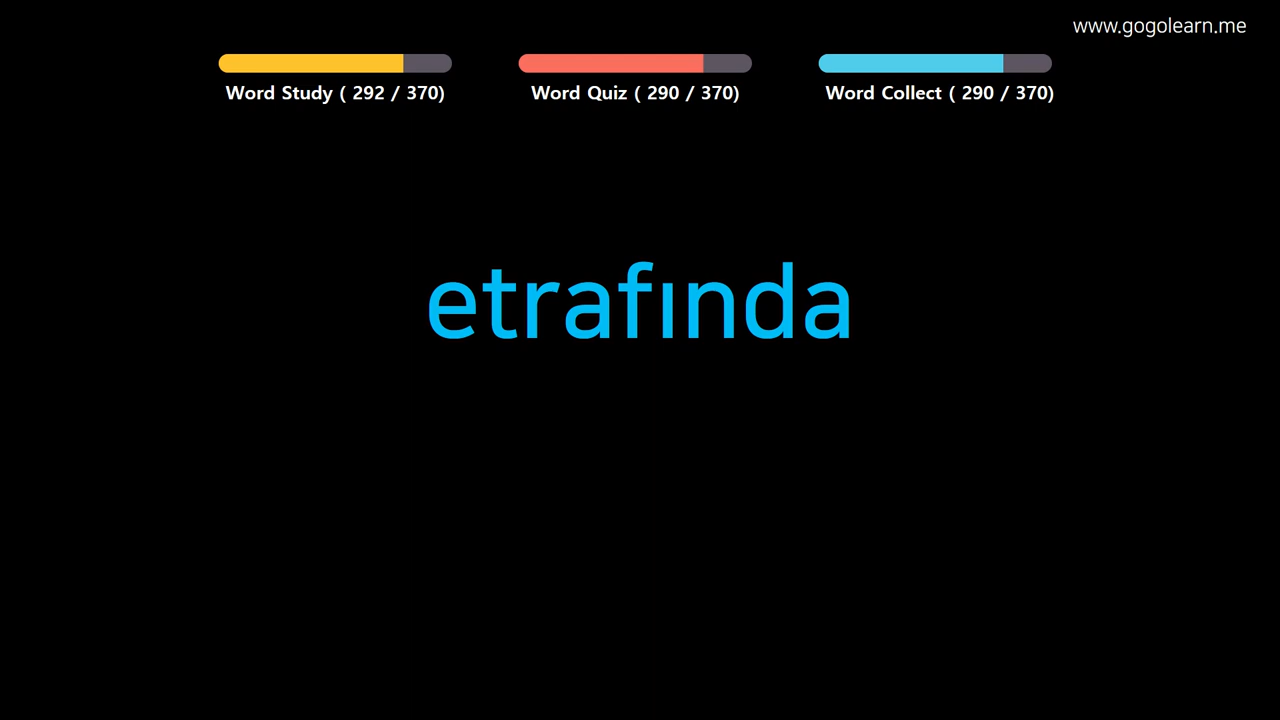 www.gogolearn.me
Word Study ( 292 / 370)
Word Quiz ( 290 / 370)
Word Collect ( 290 / 370)
etrafında